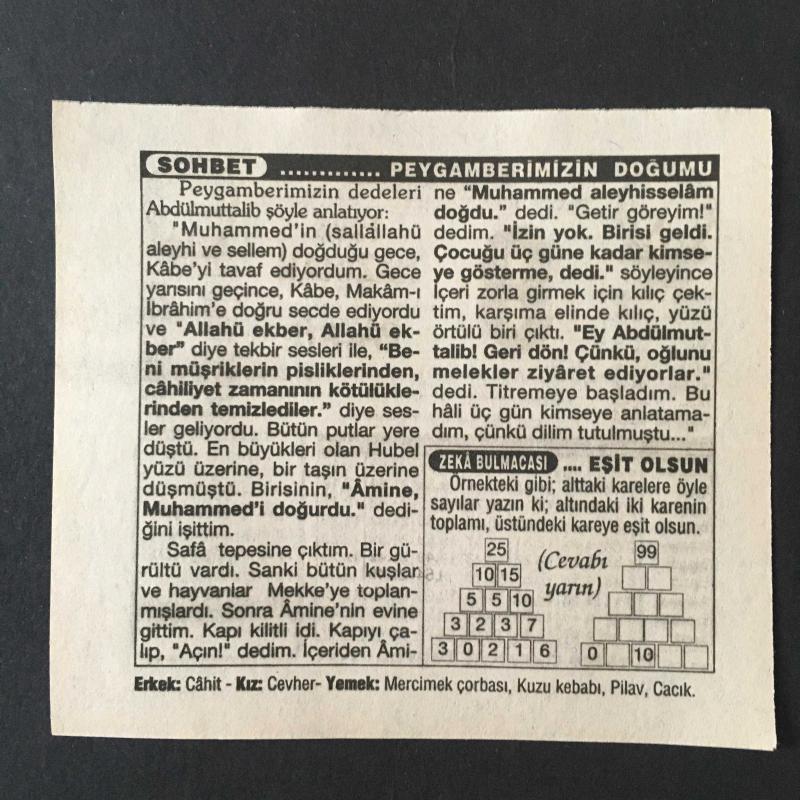 SOHBET ............. PEYGAMBERİMİZİN DOĞUMU
Peygamberimizin dedeleri
Abdülmuttalib şöyle anlatıyor:
"Muhammed'in (sallâllahü
aleyhi ve sellem) doğduğu gece,
Kâbe'yi tavaf ediyordum. Gece
yarısını geçince, Kâbe, Makâm-ı
İbrâhim'e doğru secde ediyordu
ve "Allahü ekber, Allahü ek-
ber" diye tekbir sesleri ile, "Be-
ni müşriklerin pisliklerinden,
câhiliyet zamanının kötülükle-
rinden temizlediler." diye ses-
ler geliyordu. Bütün putlar yere
düştü. En büyükleri olan Hubel
yüzü üzerine, bir taşın üzerine
düşmüştü. Birisinin, "Âmine,
Muhammed'i doğurdu." dedi-
ğini işittim.
Safâ tepesine çıktım. Bir gü-
rültü vardı. Sanki bütün kuşlar
ve hayvanlar Mekke'ye toplan-
mışlardı. Sonra Âmine'nin evine
gittim. Kapı kilitli idi. Kapıyı ça-
lıp, "Açın!" dedim. İçeriden Âmi-
ne "Muhammed aleyhisselâm
doğdu." dedi. "Getir göreyim!"
dedim. "İzin yok. Birisi geldi.
Çocuğu üç güne kadar kimse-
ye gösterme, dedi." söyleyince
İçeri zorla girmek için kılıç çek-
tim, karşıma elinde kılıç, yüzü
örtülü biri çıktı. "Ey Abdülmut-
talib! Geri dön! Çünkü, oğlunu
melekler ziyâret ediyorlar."
dedi. Titremeye başladım. Bu
hâli üç gün kimseye anlatama-
dım, çünkü dilim tutulmuştu..."
ZEKÂ BULMACASI .... EŞİT OLSUN
Örnekteki gibi; alttaki karelere öyle
sayılar yazın ki; altındaki iki karenin
toplamı, üstündeki kareye eşit olsun.
25
10 15
5 5 10
3 2 3 7
3 0 2 1 6
(Cevabı
yarın)
99
0 10
Erkek: Câhit - Kız: Cevher- Yemek: Mercimek çorbası, Kuzu kebabı, Pilav, Cacık.